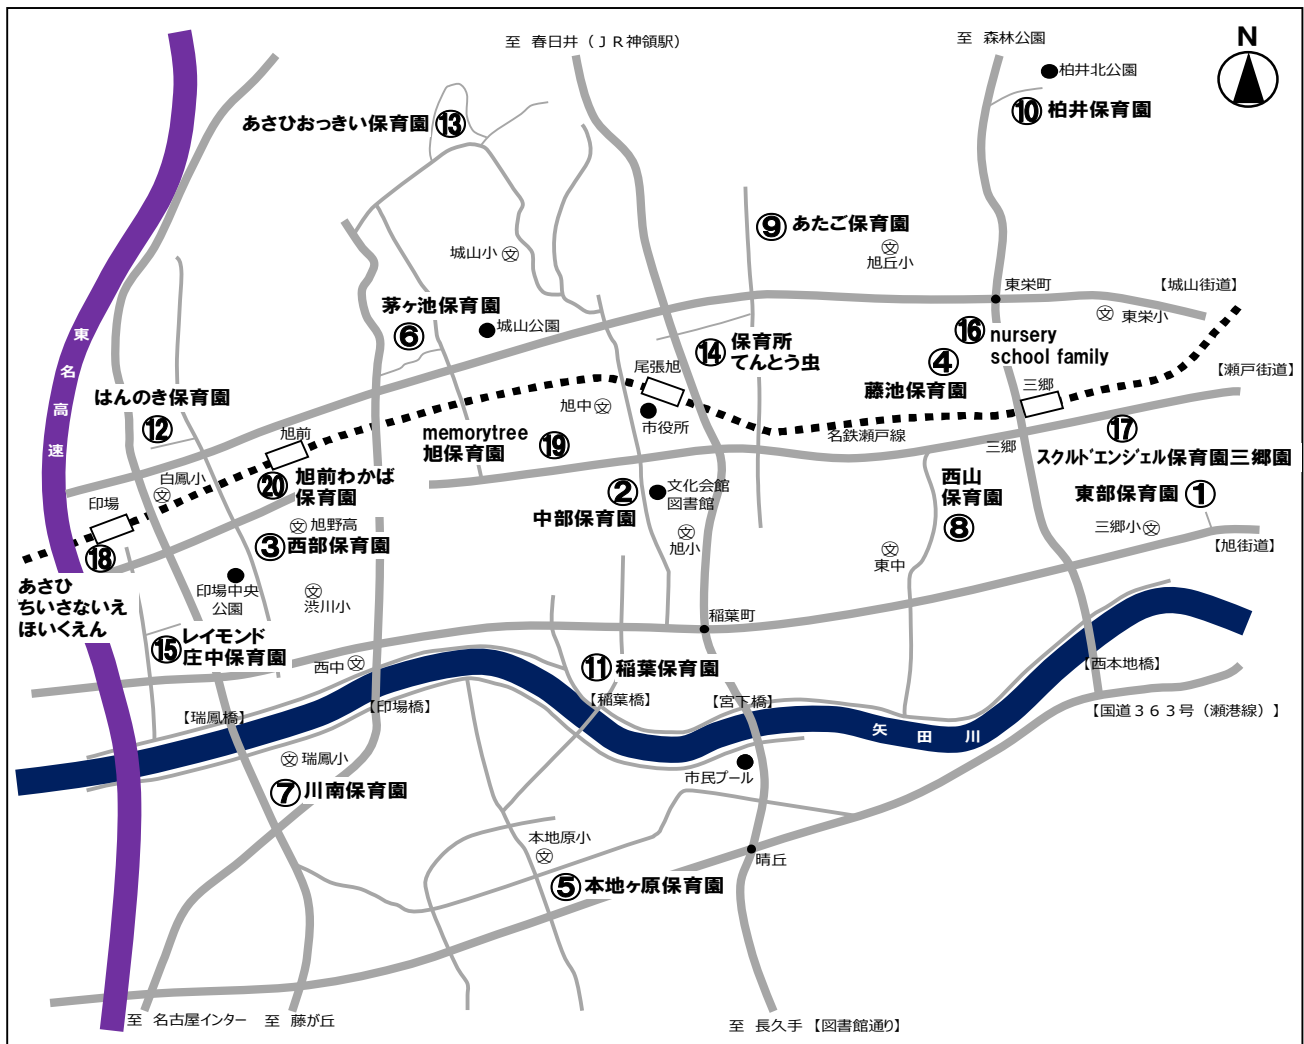 至 春日井（ＪＲ神領駅）
至 森林公園
N
柏井北公園
⑩ 柏井保育園
あさひおっきい保育園 ⑬
⑨ あたご保育園
文
旭丘小
城山小 文
【城山街道】
東栄町
文 東栄小
茅ヶ池保育園
⑥
城山公園
⑯ nursery
school family
④
藤池保育園
⑭ 保育所
てんとう虫
尾張旭
三郷
【瀬戸街道】
東名高速
はんのき保育園
⑫
旭前
旭中 文
市役所
名鉄瀬戸線
三郷
⑰
スクルドエンジェル保育園三郷園
memorytree
旭保育園
⑲
白鳳小
文
⑳ 旭前わかば
保育園
印場
② 文化会館
図書館
中部保育園
文
旭小
西山
保育園
⑧
東部保育園 ①
三郷小 文
【旭街道】
文 旭野高
③ 西部保育園
文
東中
⑱
あさひ
ちいさないえ
ほいくえん
印場中央
公園
文
渋川小
稲葉町
⑮ レイモンド
庄中保育園
西中 文
⑪ 稲葉保育園
【西本地橋】
【稲葉橋】
【宮下橋】
【印場橋】
【瑞鳳橋】
【国道３６３号（瀬港線）】
矢田川
文 瑞鳳小
⑦ 川南保育園
市民プール
本地原小
文
晴丘
⑤ 本地ヶ原保育園
至 名古屋インター
至 藤が丘
至 長久手【図書館通り】